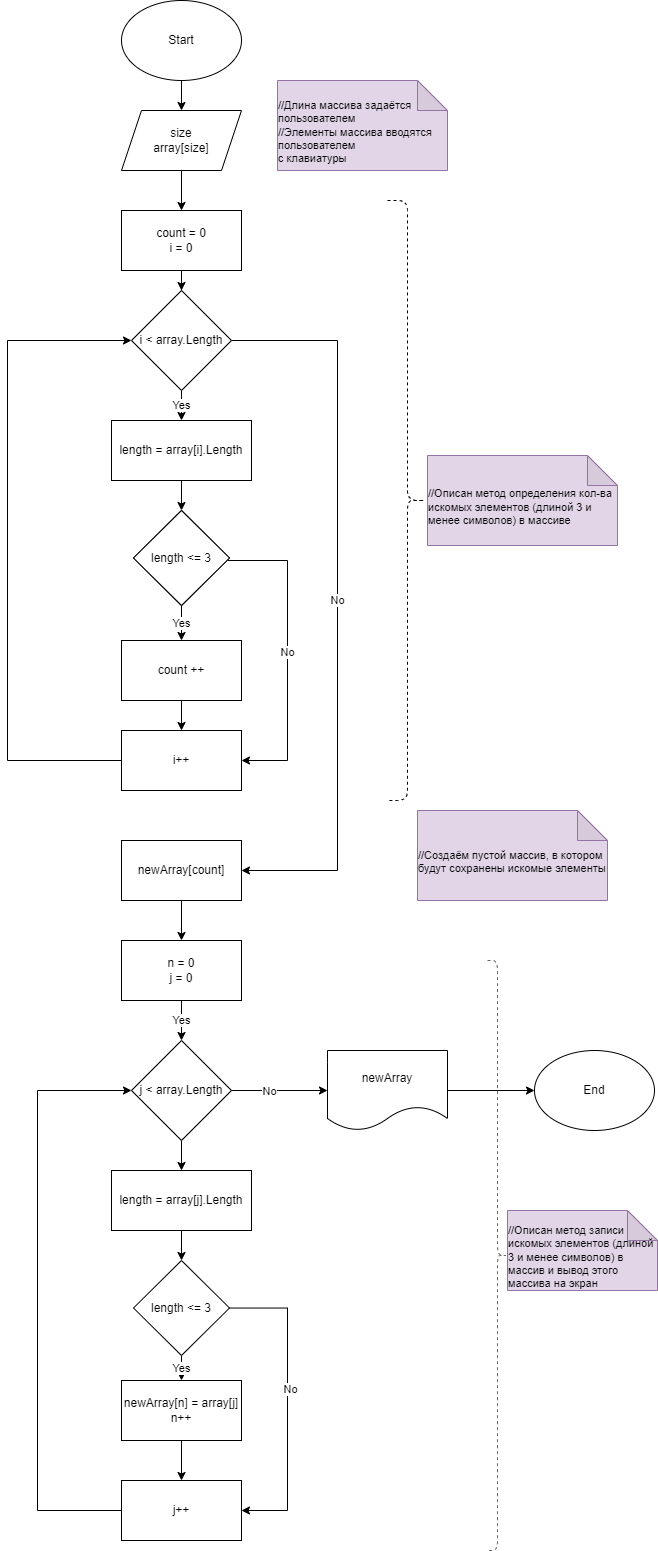 Start
size
array[size]
//Длина массива задаётся
пользователем
//Элементы массива вводятся
пользователем
с клавиатуры
count = 0
i = 0
i < array.Length
Yes
length = array[i].Length
//Описан метод определения кол-ва
искомых элементов (длиной 3 и
менее символов) в массиве
length <= 3
No
Yes
No
count ++
i++
newArray[count]
//Создаём пустой массив, в котором
будут сохранены искомые элементы
n = 0
j = 0
Yes
j < array.Length
No
newArray
End
length = array[j].Length
//Описан метод записи
искомых элементов (длиной
3 и менее символов) в
массив и вывод этого
массива на экран
length <= 3
Yes
No
newArray[n] = array[j]
n++
j++